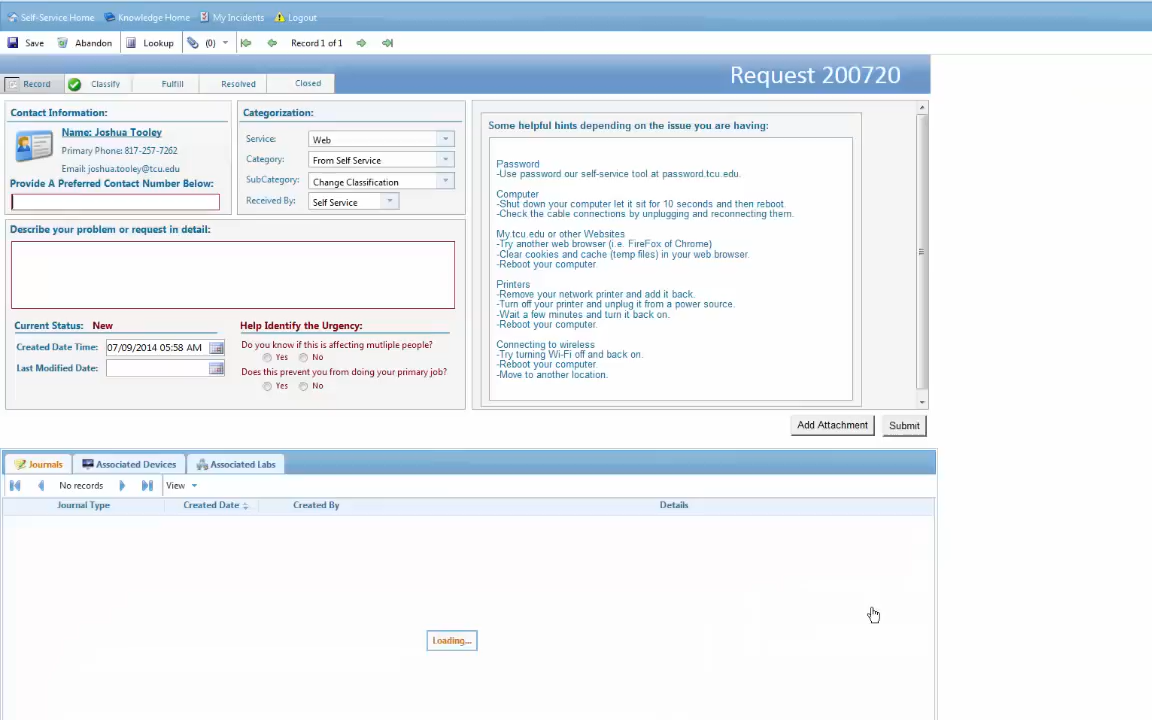 Self-Service Home Knowledge Home My Incidents Logout
Save Abandon Lookup (0) Record 1 of 1
Request 200720
Record Classify Fulfill Resolved Closed
Contact Information:
Name: Joshua Tooley
Primary Phone: 817-257-7262
Email: joshua.tooley@tcu.edu
Provide A Preferred Contact Number Below:
Categorization:
Service: Web
Category: From Self Service
SubCategory: Change Classification
Received By: Self Service
Describe your problem or request in detail:
Current Status: New
Created Date Time: 07/09/2014 05:58 AM
Last Modified Date:
Help Identify the Urgency:
Do you know if this is affecting mutliple people?
Yes No
Does this prevent you from doing your primary job?
Yes No
Some helpful hints depending on the issue you are having:
Password
-Use password our self-service tool at password.tcu.edu.
Computer
-Shut down your computer let it sit for 10 seconds and then reboot.
-Check the cable connections by unplugging and reconnecting them.
My.tcu.edu or other Websites
-Try another web browser (i.e. FireFox of Chrome)
-Clear cookies and cache (temp files) in your web browser.
-Reboot your computer.
Printers
-Remove your network printer and add it back.
-Turn off your printer and unplug it from a power source.
-Wait a few minutes and turn it back on.
-Reboot your computer.
Connecting to wireless
-Try turning Wi-Fi off and back on.
-Reboot your computer.
-Move to another location.
Add Attachment Submit
Journals Associated Devices Associated Labs
No records View
Journal Type Created Date Created By Details
Loading...